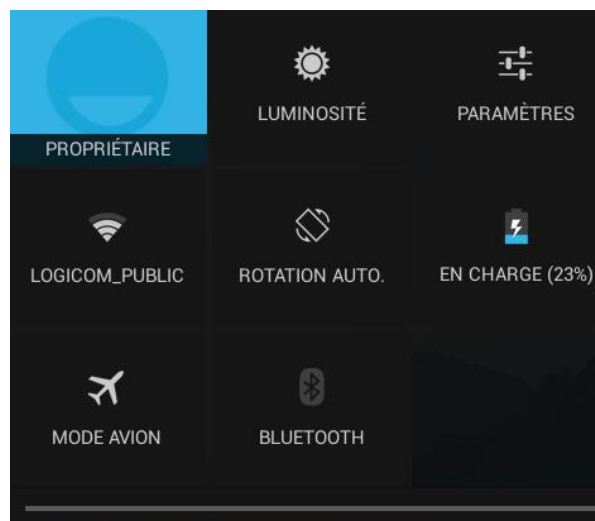 PROPRIÉTAIRE
LUMINOSITÉ
PARAMÈTRES
LOGICOM_PUBLIC
ROTATION AUTO.
EN CHARGE (23%)
MODE AVION
BLUETOOTH